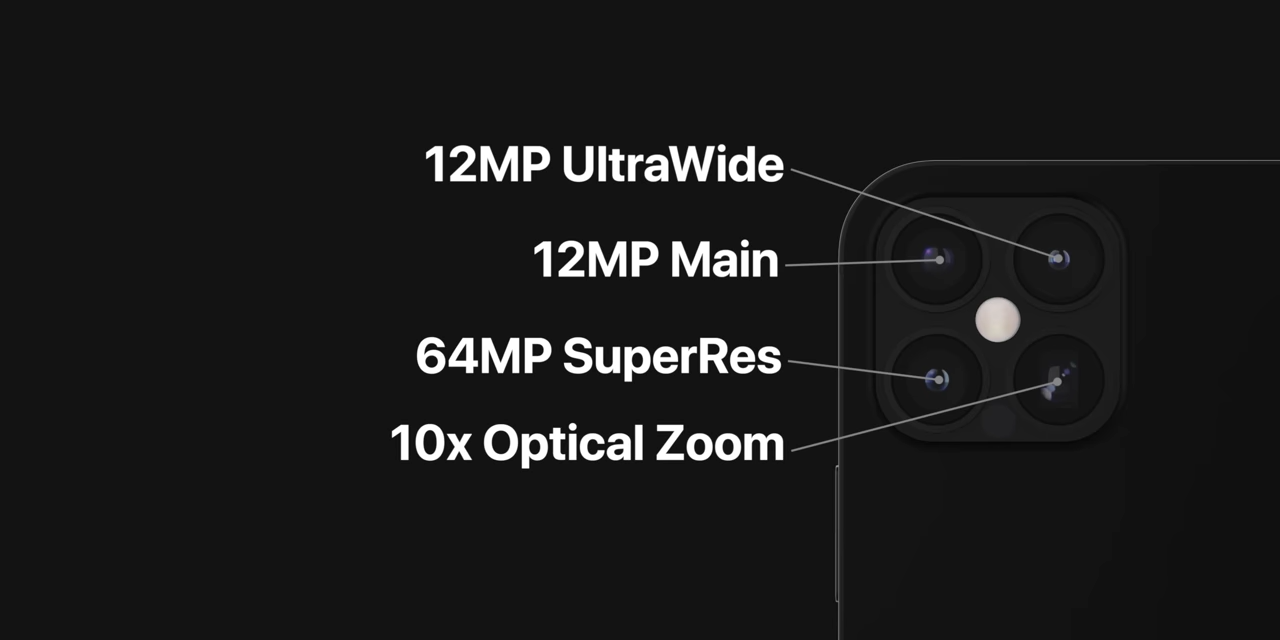 12MP UltraWide
12MP Main
64MP SuperRes
10x Optical Zoom